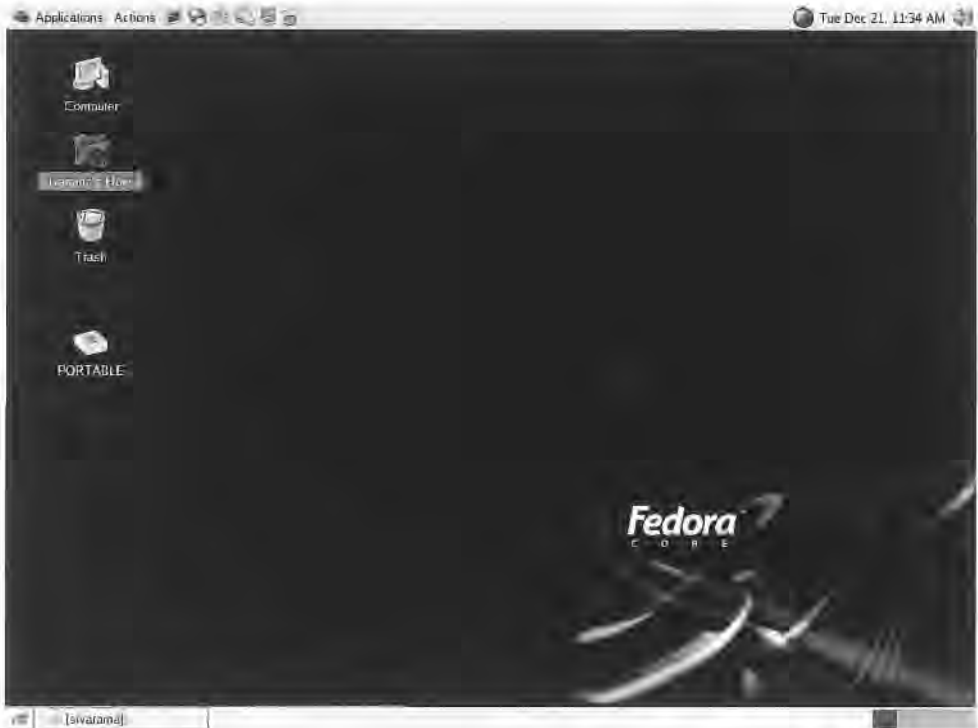 Applications Actions
Tue Dec 21, 11:34 AM
Computer
Trash
PORTABLE
Fedora
CORE
[sivarama]